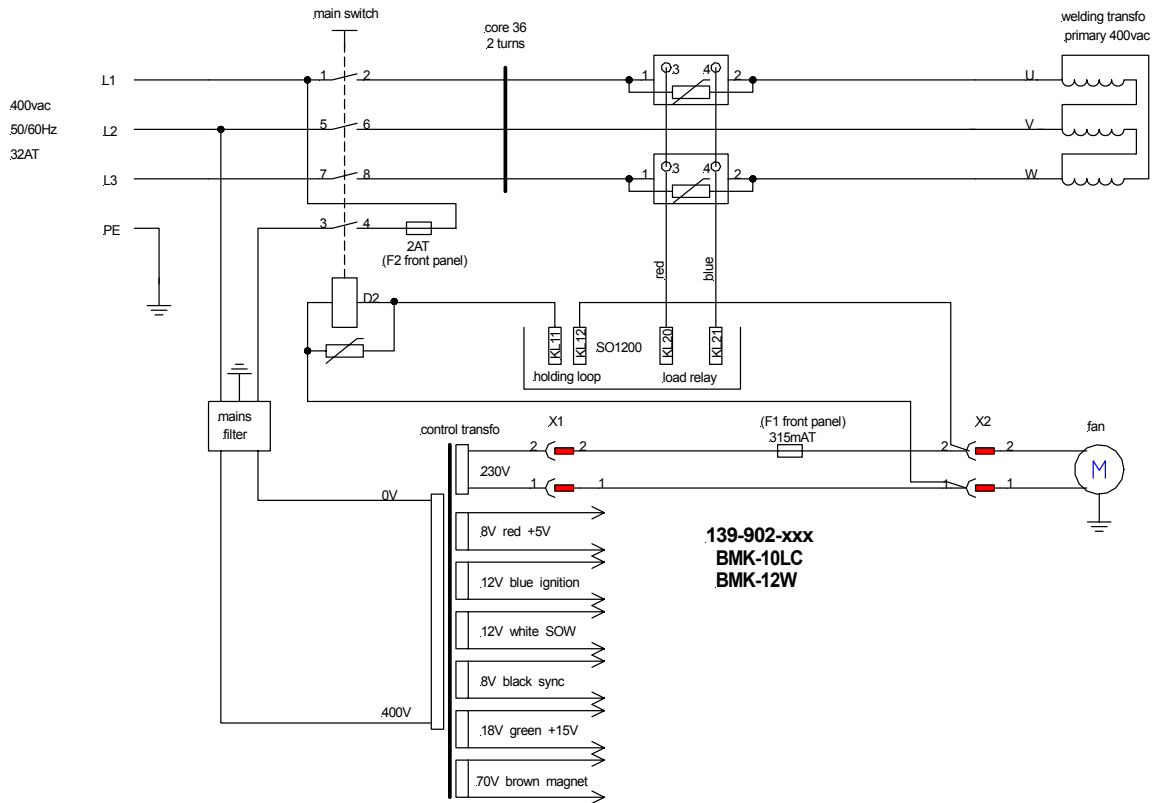 main switch
core 36
2 turns
welding transfo
primary 400vac
L1
1 2
1 3 4 2
U
400vac
50/60Hz
32AT
L2
5 6
V
L3
7 8
1 3 4 2
W
PE
3 4
2AT
(F2 front panel)
red
blue
D2
KL11
KL12
SO1200
KL20
KL21
holding loop
load relay
mains
filter
control transfo
X1
(F1 front panel)
315mAT
X2
fan
2 2
2 2
230V
M
1 1
1 1
0V
8V red +5V
139-902-xxx
BMK-10LC
BMK-12W
12V blue ignition
12V white SOW
8V black sync
400V
18V green +15V
70V brown magnet